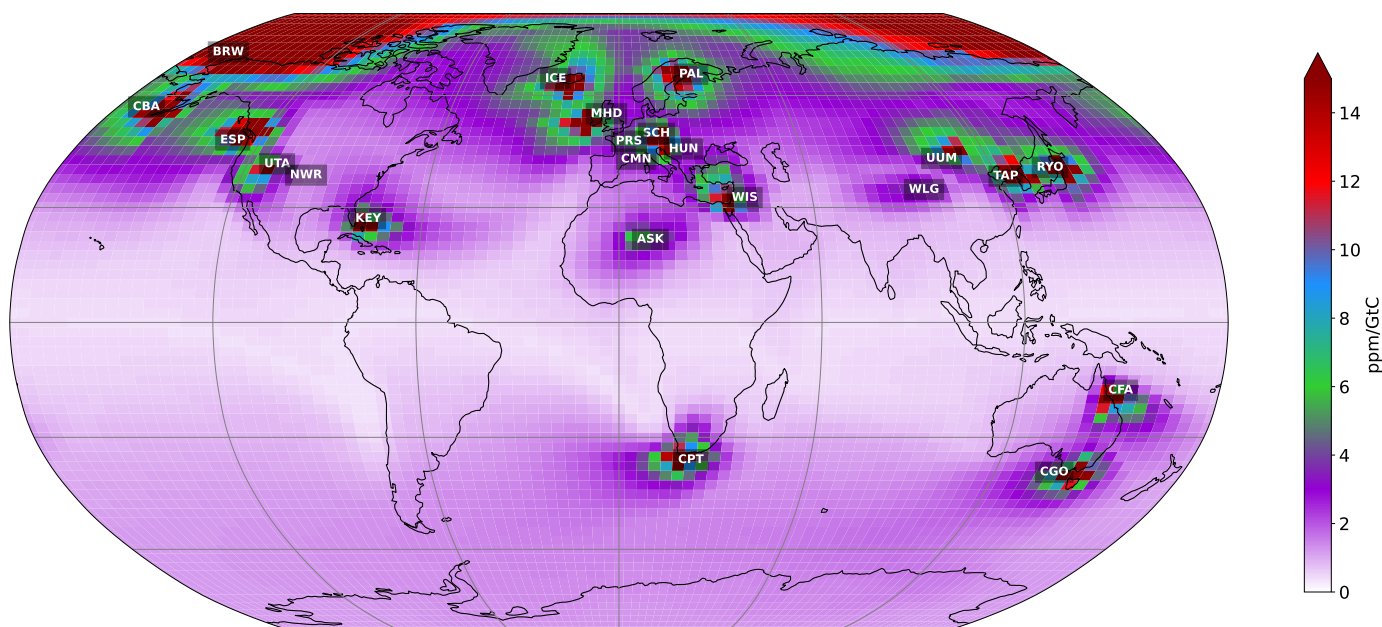 BRW
ICE
PAL
CBA
MHD
ESP
SCH
PRS
HUN
CMN
UUM
UTA
NWR
TAP
RYO
WLG
WIS
KEY
ASK
CFA
CPT
CGO
14
12
10
8
6
4
2
0
ppm/GtC